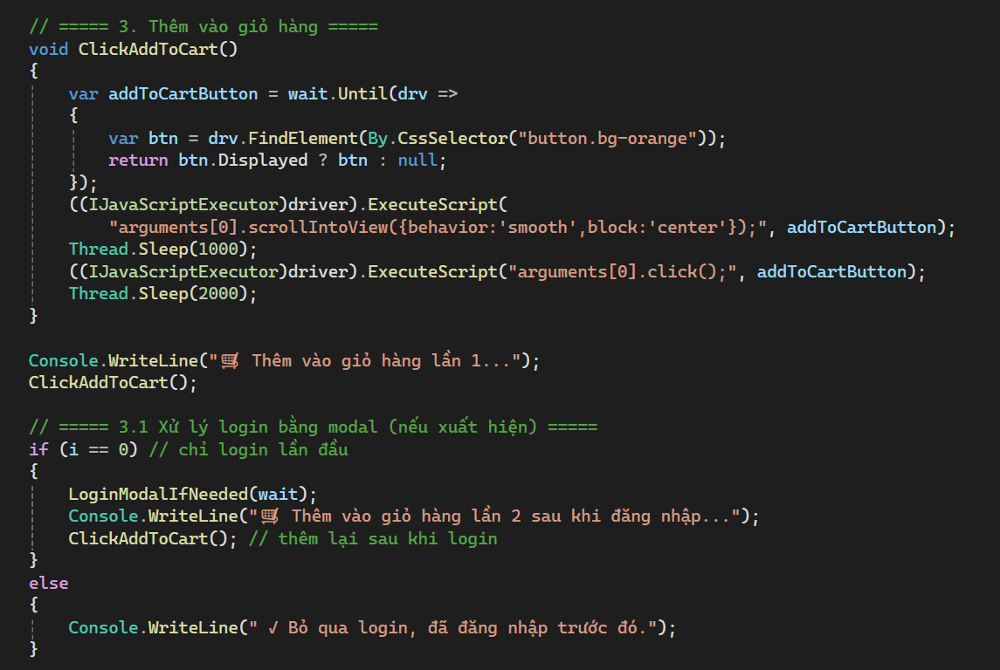 // ===== 3. Thêm vào giỏ hàng =====
void ClickAddToCart()
{
    var addToCartButton = wait.Until(drv =>
    {
        var btn = drv.FindElement(By.CssSelector("button.bg-orange"));
        return btn.Displayed ? btn : null;
    });
    ((IJavaScriptExecutor)driver).ExecuteScript(
        "arguments[0].scrollIntoView({behavior:'smooth',block:'center'});", addToCartButton);
    Thread.Sleep(1000);
    ((IJavaScriptExecutor)driver).ExecuteScript("arguments[0].click();", addToCartButton);
    Thread.Sleep(2000);
}

Console.WriteLine("🛒 Thêm vào giỏ hàng lần 1...");
ClickAddToCart();

// ===== 3.1 Xử lý login bằng modal (nếu xuất hiện) =====
if (i == 0) // chỉ login lần đầu
{
    LoginModalIfNeeded(wait);
    Console.WriteLine("🛒 Thêm vào giỏ hàng lần 2 sau khi đăng nhập...");
    ClickAddToCart(); // thêm lại sau khi login
}
else
{
    Console.WriteLine(" √ Bỏ qua login, đã đăng nhập trước đó.");
}